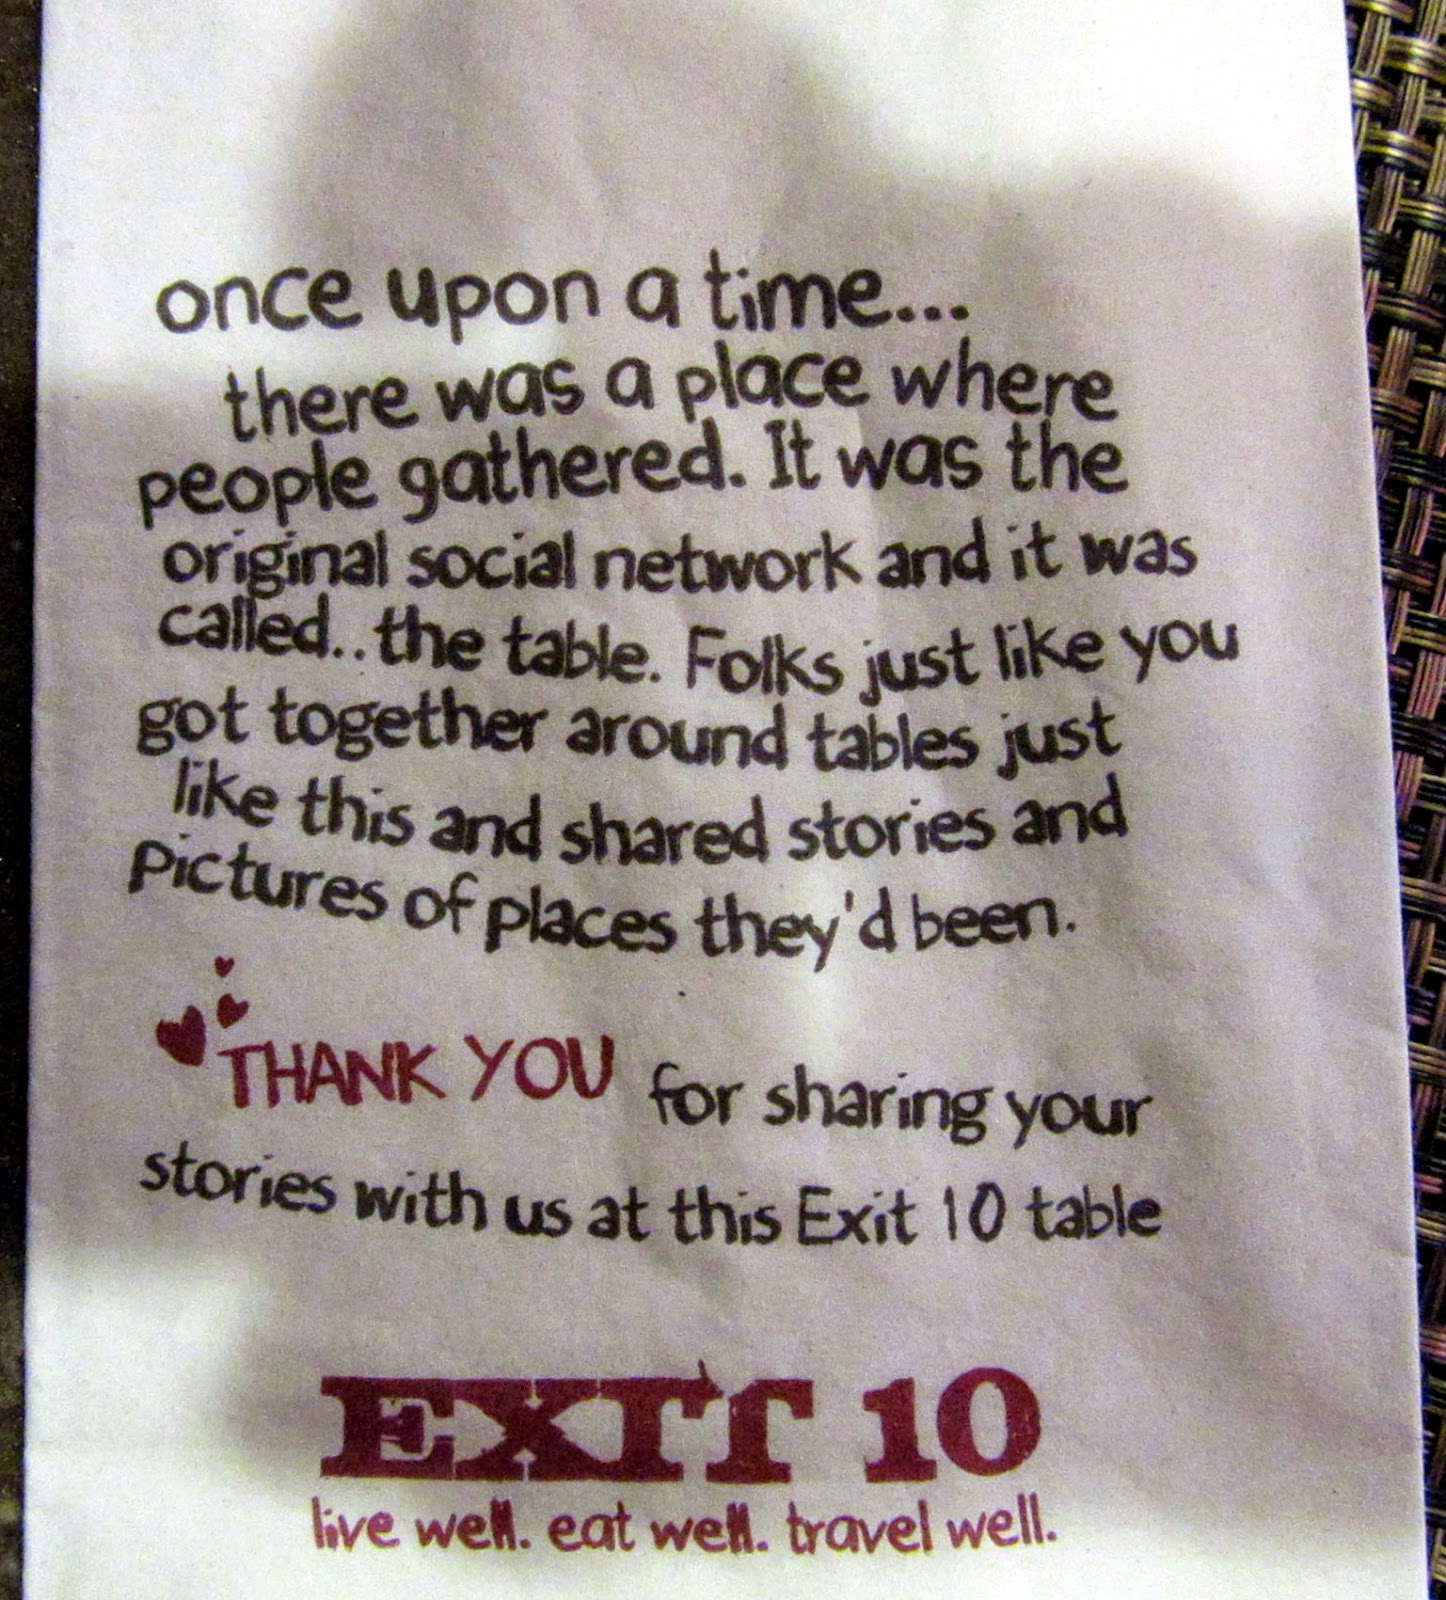 once upon a time...
there was a place where
people gathered. It was the
original social network and it was
called..the table. Folks just like you
got together around tables just
like this and shared stories and
pictures of places they'd been.
THANK YOU for sharing your
stories with us at this Exit 10 table
EXIT 10
live well. eat well. travel well.